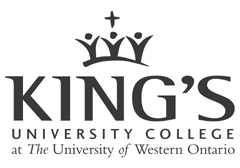 KING'S
UNIVERSITY COLLEGE
at The University of Western Ontario